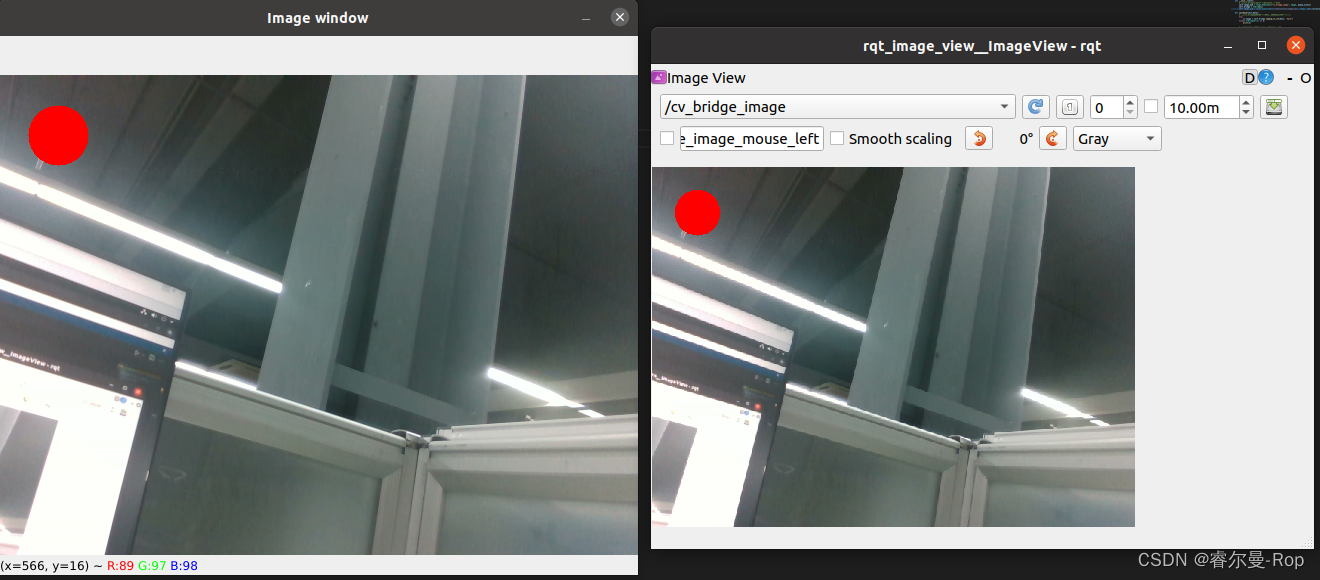 Image window
(x=566, y=16) ~ R:89 G:97 B:98
rqt_image_view__ImageView - rqt
Image View
D ? - O
/cv_bridge_image
0
10.00m
e_image_mouse_left
Smooth scaling
0°
Gray
CSDN @睿尔曼-Rop